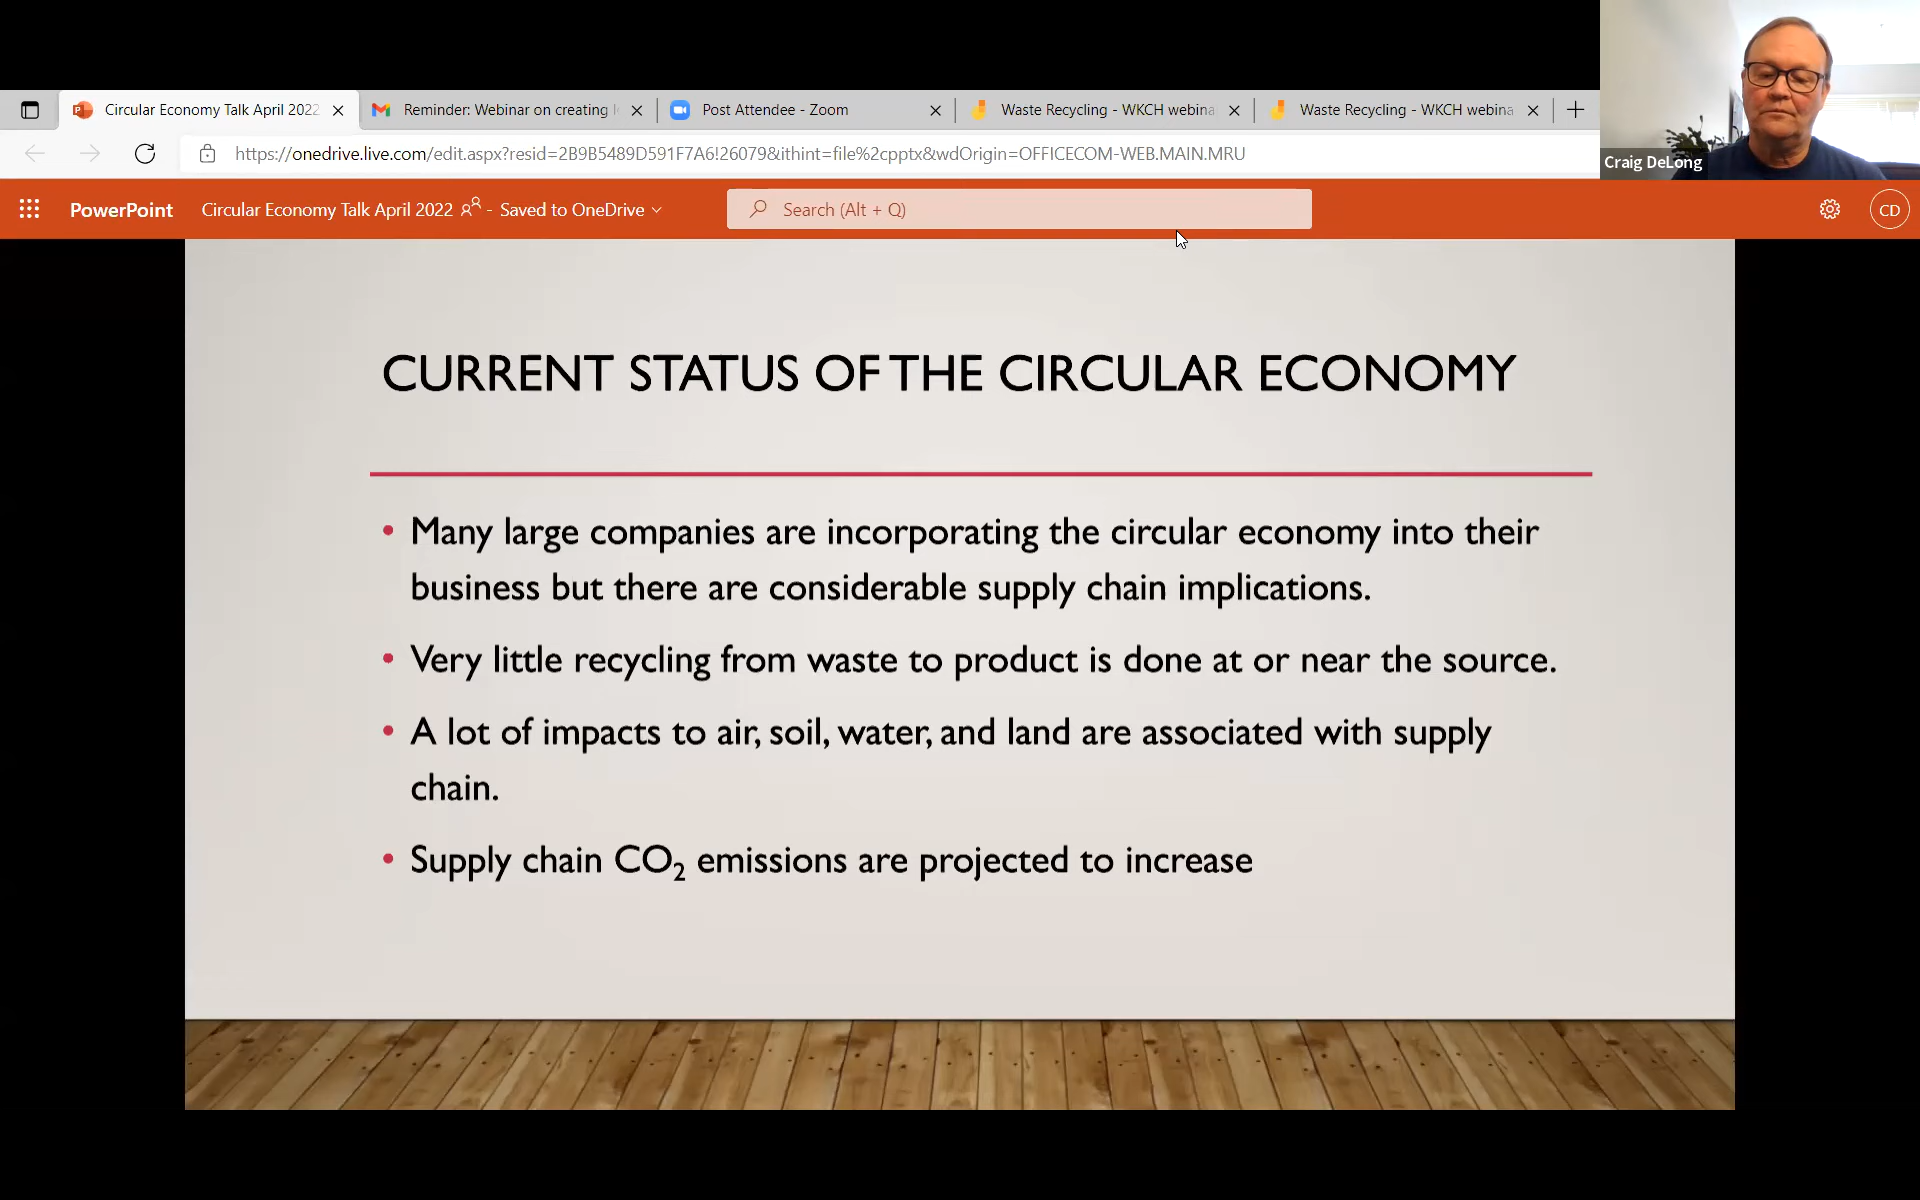 Circular Economy Talk April 2022
Reminder: Webinar on creating
Post Attendee - Zoom
Waste Recycling - WKCH webina
Waste Recycling - WKCH webina
https://onedrive.live.com/edit.aspx?resid=2B9B5489D591F7A6!26079&ithint=file%2cpptx&wdOrigin=OFFICECOM-WEB.MAIN.MRU
Craig DeLong
PowerPoint
Circular Economy Talk April 2022 - Saved to OneDrive
Search (Alt + Q)
CD
CURRENT STATUS OF THE CIRCULAR ECONOMY
• Many large companies are incorporating the circular economy into their
business but there are considerable supply chain implications.
• Very little recycling from waste to product is done at or near the source.
• A lot of impacts to air, soil, water, and land are associated with supply
chain.
• Supply chain CO₂ emissions are projected to increase